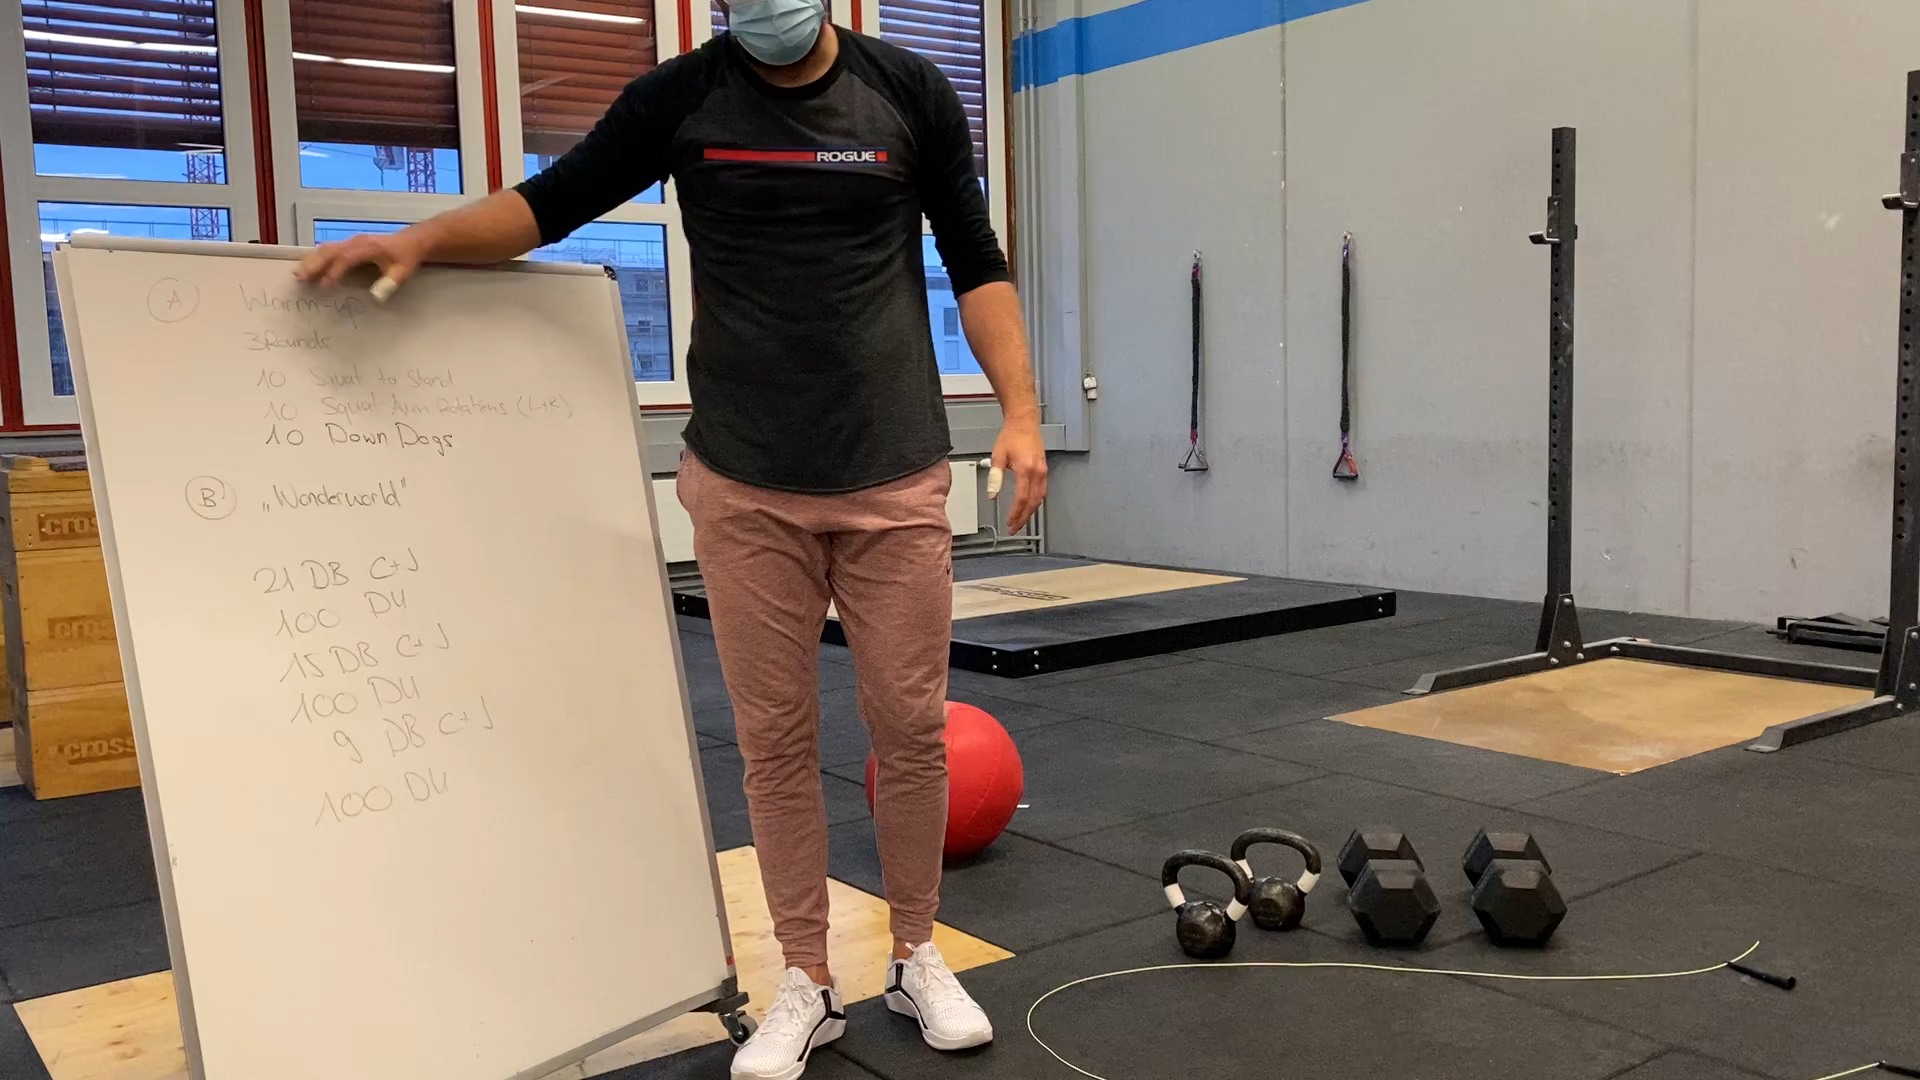 ROGUE
A Warm-up
3 Rounds
10 Squat to Stand
10 Squat Arm Rotations (L+R)
10 Down Dogs
B „Wonderworld"
21 DB C+J
100 DU
15 DB C+J
100 DU
9 DB C+J
100 DU
cros
cross
cross